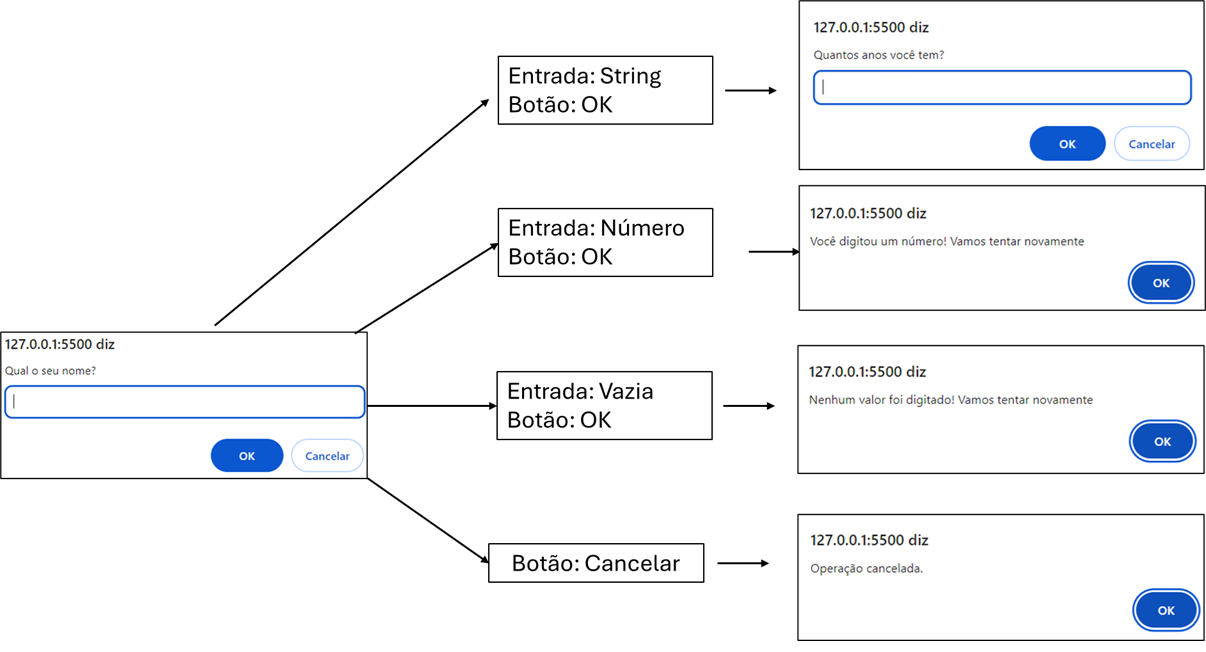 127.0.0.1:5500 diz
Qual o seu nome?
OK
Cancelar
Entrada: String
Botão: OK
127.0.0.1:5500 diz
Quantos anos você tem?
OK
Cancelar
Entrada: Número
Botão: OK
127.0.0.1:5500 diz
Você digitou um número! Vamos tentar novamente
OK
Entrada: Vazia
Botão: OK
127.0.0.1:5500 diz
Nenhum valor foi digitado! Vamos tentar novamente
OK
Botão: Cancelar
127.0.0.1:5500 diz
Operação cancelada.
OK